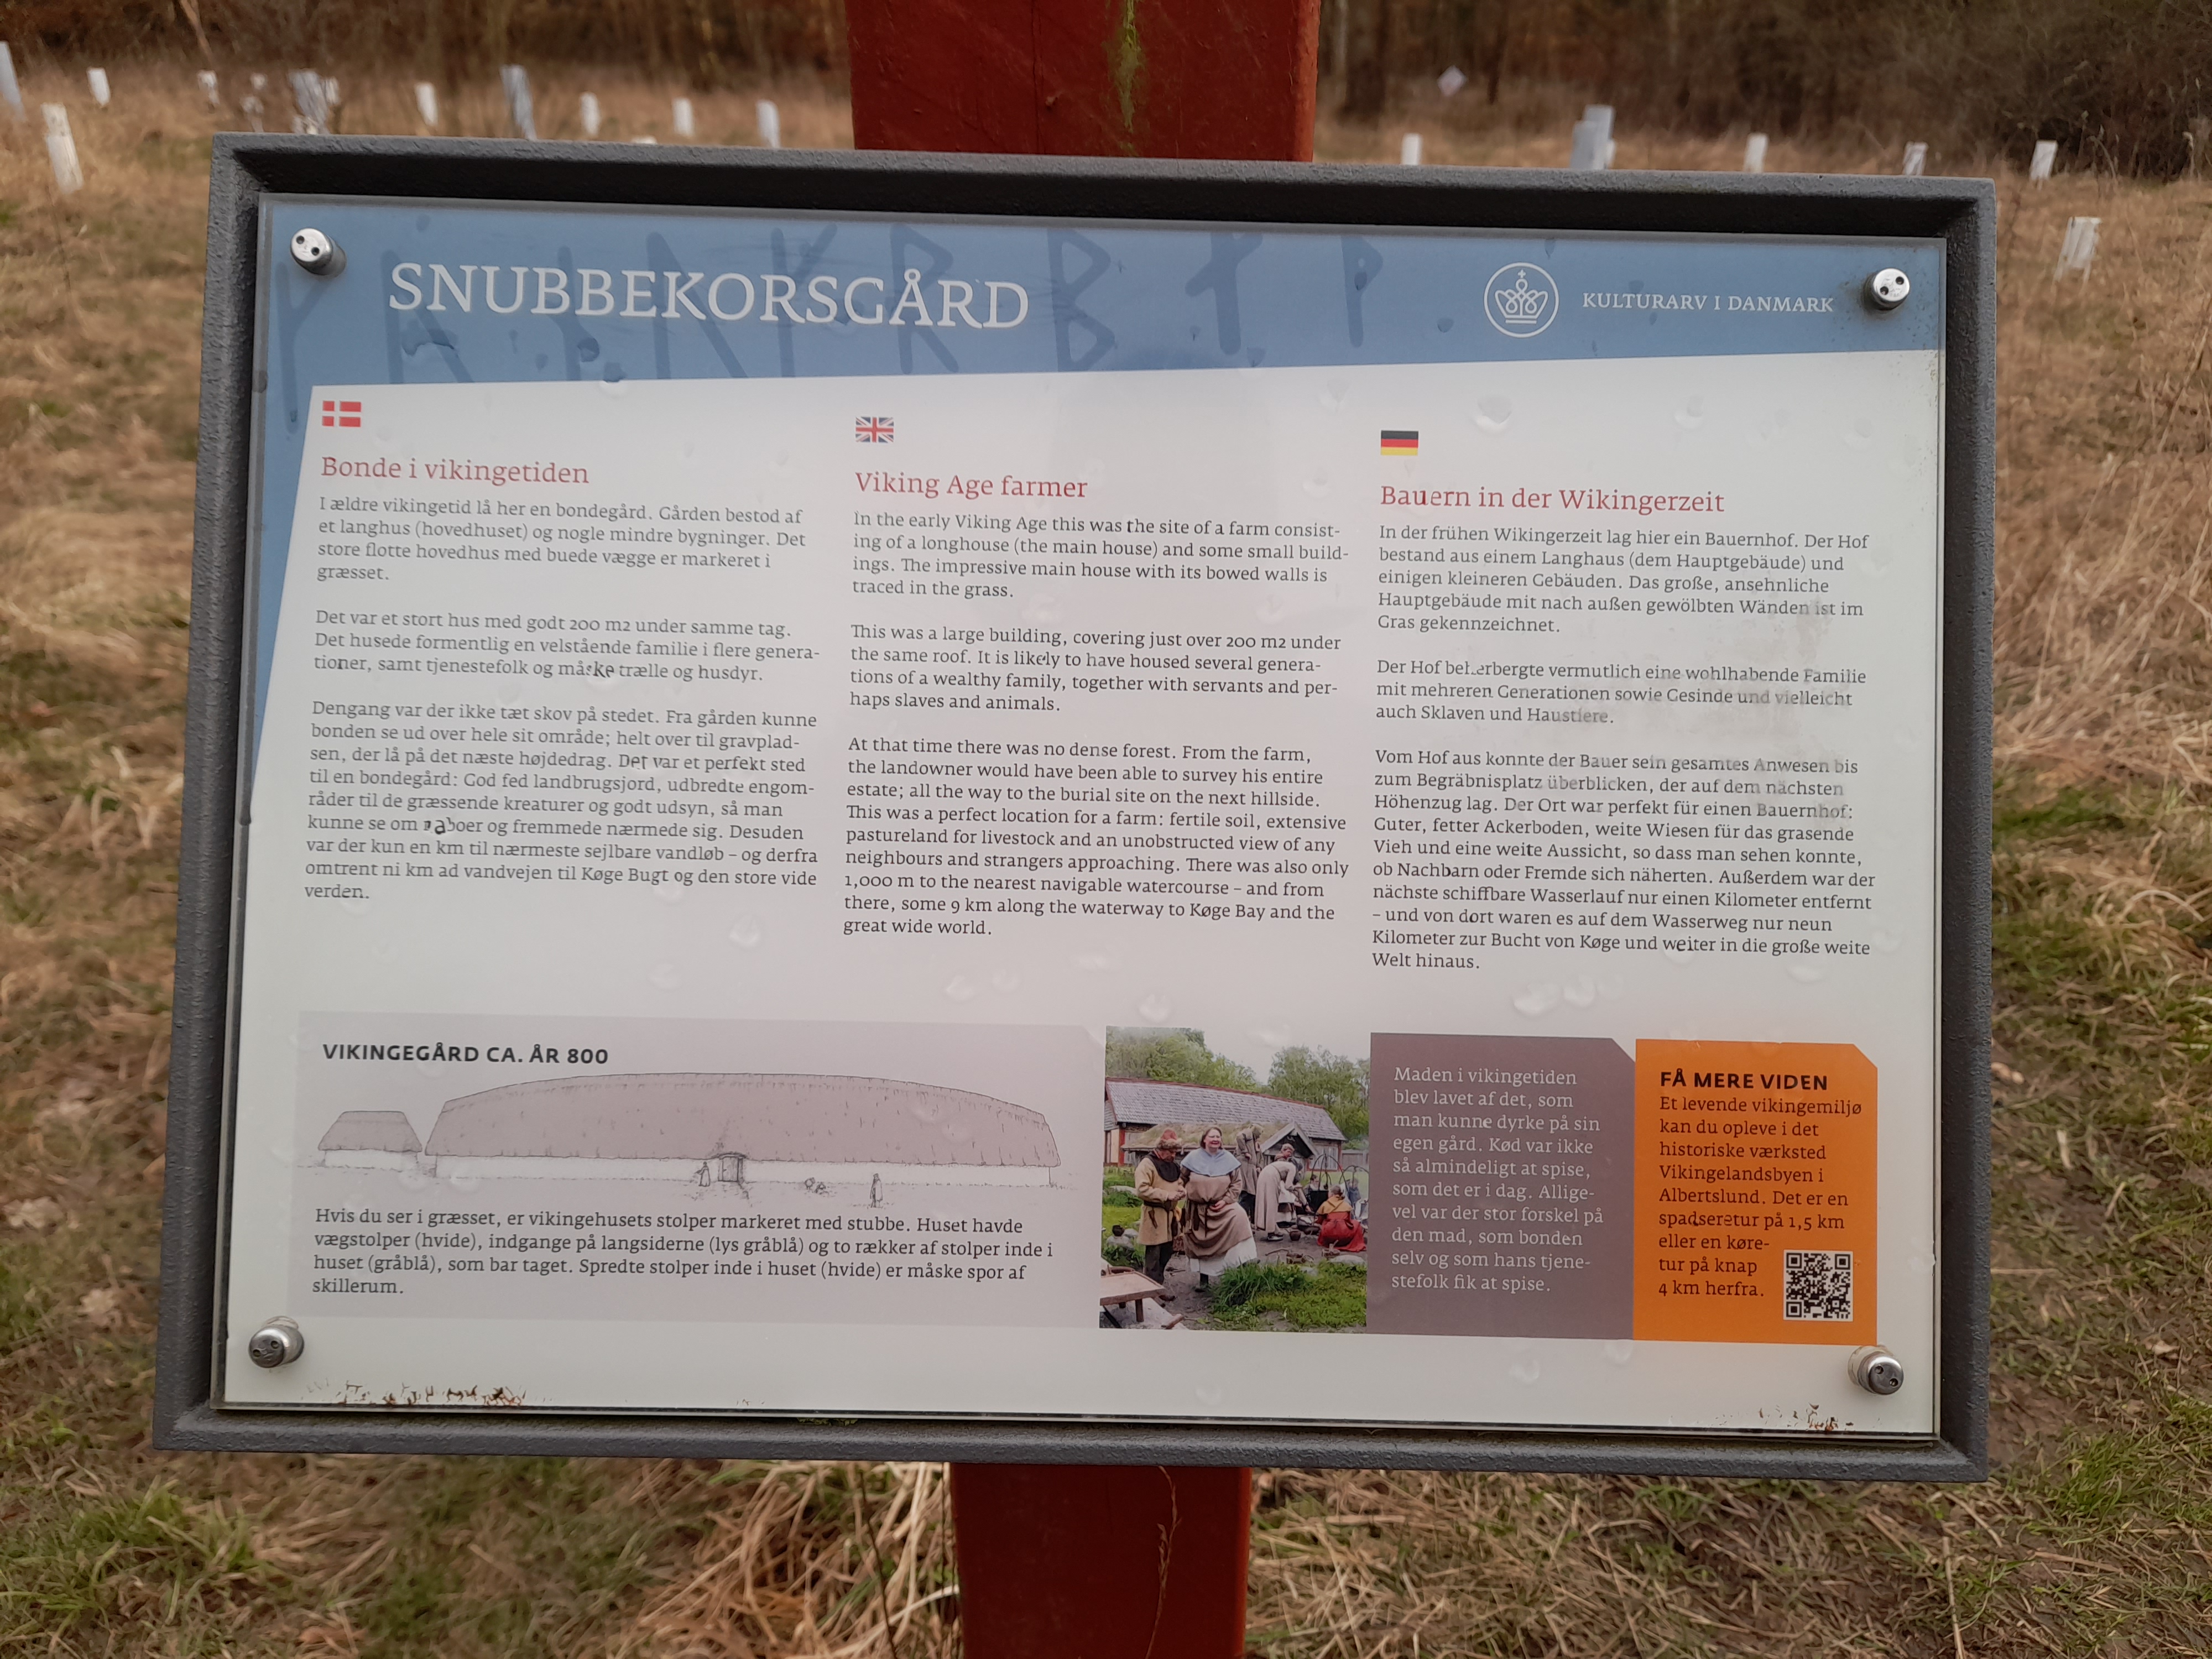 SNUBBEKORSGÅRD
KULTURARV I DANMARK
Bonde i vikingetiden
I ældre vikingetid lå her en bondegård. Gården bestod af
et langhus (hovedhuset) og nogle mindre bygninger. Det
store flotte hovedhus med buede vægge er markeret i
græsset.
Det var et stort hus med godt 200 m2 under samme tag.
Det husede formentlig en velstående familie i flere genera-
tioner, samt tjenestefolk og måske trælle og husdyr.
Dengang var der ikke tæt skov på stedet. Fra gården kunne
bonden se ud over hele sit område; helt over til gravplad-
sen, der lå på det næste højdedrag. Det var et perfekt sted
til en bondegård: God fed landbrugsjord, udbredte engom-
råder til de græssende kreaturer og godt udsyn, så man
kunne se om naboer og fremmede nærmede sig. Desuden
var der kun en km til nærmeste sejlbare vandløb – og derfra
omtrent ni km ad vandvejen til Køge Bugt og den store vide
verden.
Viking Age farmer
In the early Viking Age this was the site of a farm consist-
ing of a longhouse (the main house) and some small build-
ings. The impressive main house with its bowed walls is
traced in the grass.
This was a large building, covering just over 200 m2 under
the same roof. It is likely to have housed several genera-
tions of a wealthy family, together with servants and per-
haps slaves and animals.
At that time there was no dense forest. From the farm,
the landowner would have been able to survey his entire
estate; all the way to the burial site on the next hillside.
This was a perfect location for a farm: fertile soil, extensive
pastureland for livestock and an unobstructed view of any
neighbours and strangers approaching. There was also only
1,000 m to the nearest navigable watercourse – and from
there, some 9 km along the waterway to Køge Bay and the
great wide world.
Bauern in der Wikingerzeit
In der frühen Wikingerzeit lag hier ein Bauernhof. Der Hof
bestand aus einem Langhaus (dem Hauptgebäude) und
einigen kleineren Gebäuden. Das große, ansehnliche
Hauptgebäude mit nach außen gewölbten Wänden ist im
Gras gekennzeichnet.
Der Hof beherbergte vermutlich eine wohlhabende Familie
mit mehreren Generationen sowie Gesinde und vielleicht
auch Sklaven und Haustiere.
Vom Hof aus konnte der Bauer sein gesamtes Anwesen bis
zum Begräbnisplatz überblicken, der auf dem nächsten
Höhenzug lag. Der Ort war perfekt für einen Bauernhof:
Guter, fetter Ackerboden, weite Wiesen für das grasende
Vieh und eine weite Aussicht, so dass man sehen konnte,
ob Nachbarn oder Fremde sich näherten. Außerdem war der
nächste schiffbare Wasserlauf nur einen Kilometer entfernt
– und von dort waren es auf dem Wasserweg nur neun
Kilometer zur Bucht von Køge und weiter in die große weite
Welt hinaus.
VIKINGEGÅRD CA. ÅR 800
Hvis du ser i græsset, er vikingehusets stolper markeret med stubbe. Huset havde
vægstolper (hvide), indgange på langsiderne (lys gråblå) og to rækker af stolper inde i
huset (gråblå), som bar taget. Spredte stolper inde i huset (hvide) er måske spor af
skillerum.
Maden i vikingetiden
blev lavet af det, som
man kunne dyrke på sin
egen gård. Kød var ikke
så almindeligt at spise,
som det er i dag. Allige-
vel var der stor forskel på
den mad, som bonden
selv og som hans tjene-
stefolk fik at spise.
FÅ MERE VIDEN
Et levende vikingemiljø
kan du opleve i det
historiske værksted
Vikingelandsbyen i
Albertslund. Det er en
spadseretur på 1,5 km
eller en køre-
tur på knap
4 km herfra.